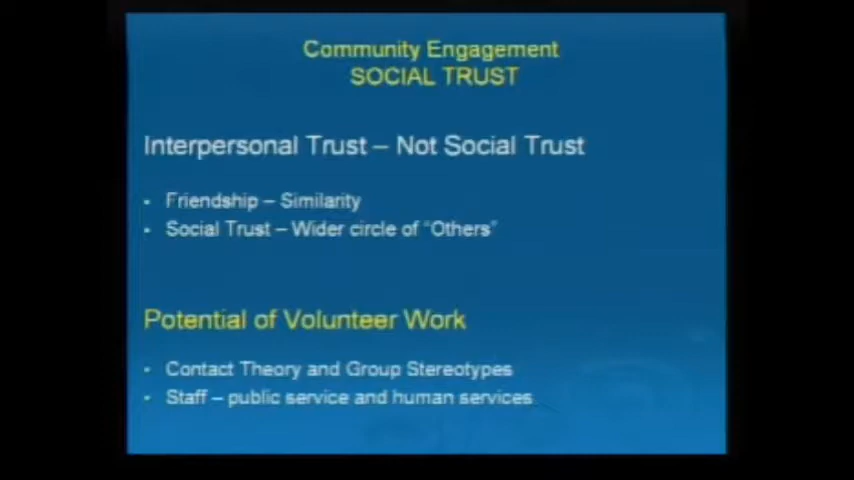 Community Engagement
SOCIAL TRUST
Interpersonal Trust – Not Social Trust
▪ Friendship – Similarity
▪ Social Trust – Wider circle of "Others"
Potential of Volunteer Work
▪ Contact Theory and Group Stereotypes
▪ Staff – public service and human services